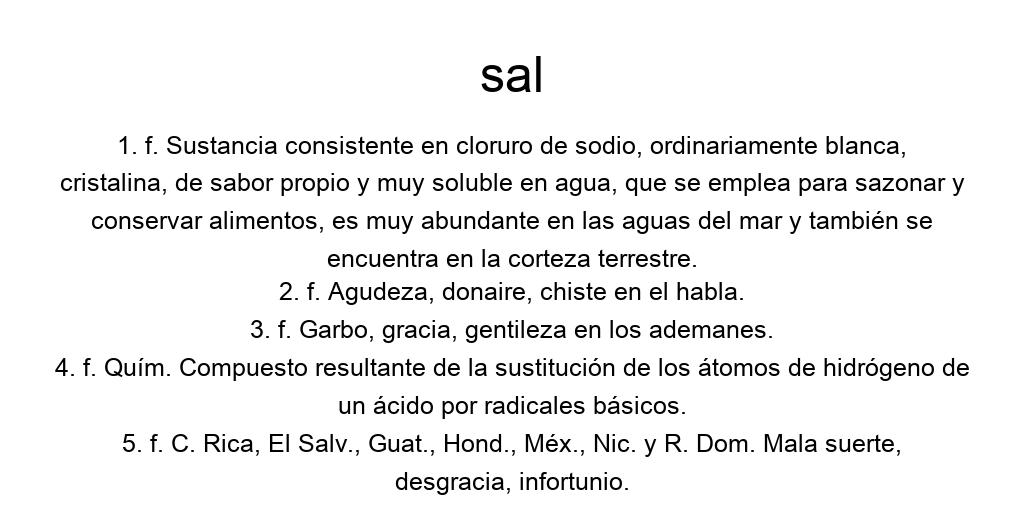 sal
1. f. Sustancia consistente en cloruro de sodio, ordinariamente blanca,
cristalina, de sabor propio y muy soluble en agua, que se emplea para sazonar y
conservar alimentos, es muy abundante en las aguas del mar y también se
encuentra en la corteza terrestre.
2. f. Agudeza, donaire, chiste en el habla.
3. f. Garbo, gracia, gentileza en los ademanes.
4. f. Quím. Compuesto resultante de la sustitución de los átomos de hidrógeno de
un ácido por radicales básicos.
5. f. C. Rica, El Salv., Guat., Hond., Méx., Nic. y R. Dom. Mala suerte,
desgracia, infortunio.